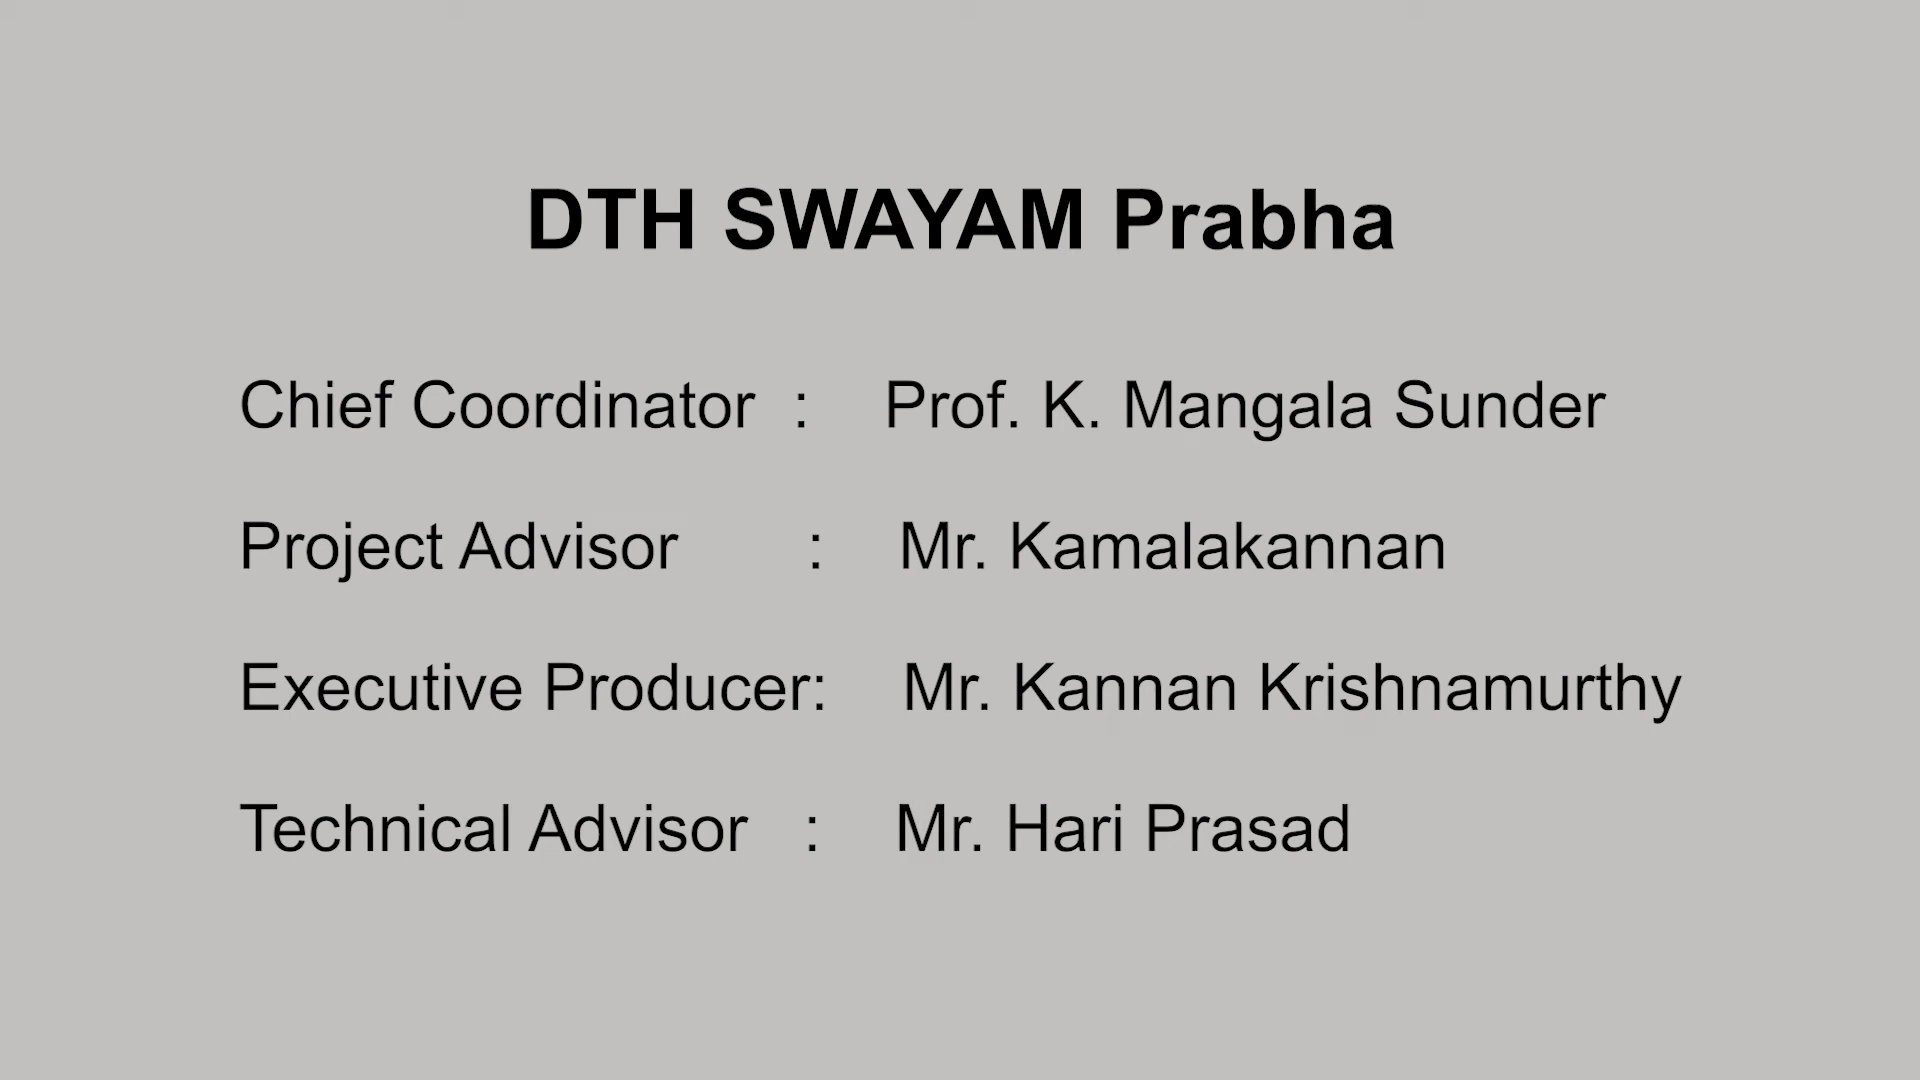 DTH SWAYAM Prabha
Chief Coordinator : Prof. K. Mangala Sunder
Project Advisor : Mr. Kamalakannan
Executive Producer: Mr. Kannan Krishnamurthy
Technical Advisor : Mr. Hari Prasad